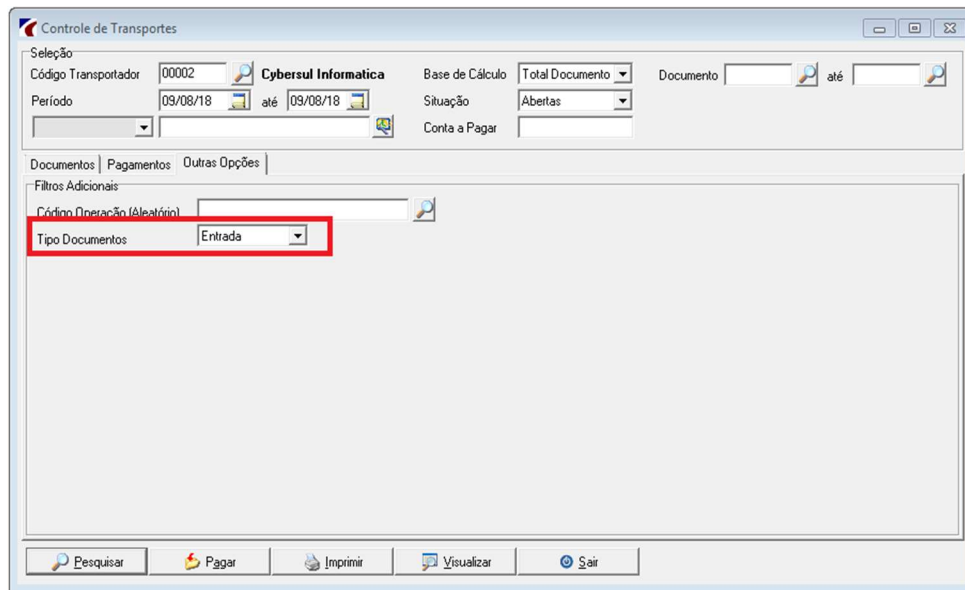 Controle de Transportes
Seleção
Código Transportador 00002 Cybersul Informatica Base de Cálculo Total Documento Documento até
Período 09/08/18 até 09/08/18 Situação Abertas
Conta a Pagar
Documentos Pagamentos Outras Opções
Filtros Adicionais
Código Operação (Aleatório)
Tipo Documentos Entrada
Pesquisar Pagar Imprimir Visualizar Sair